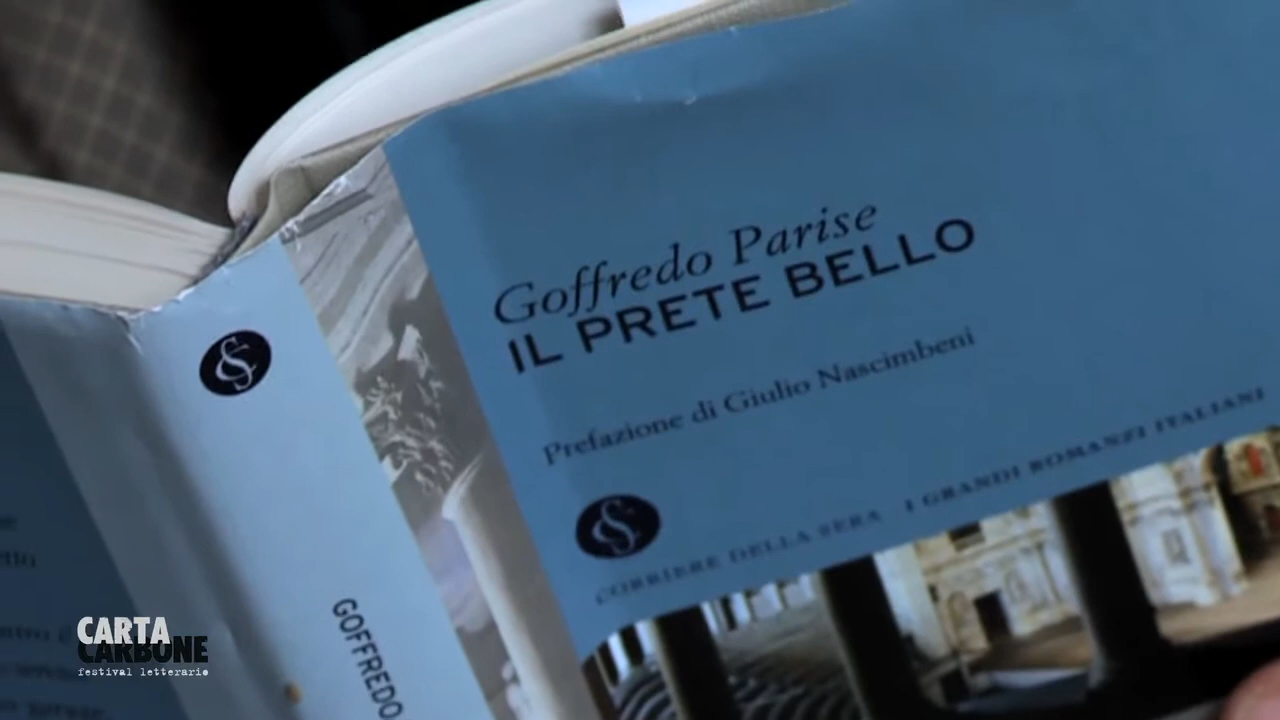 Goffredo Parise
IL PRETE BELLO
Prefazione di Giulio Nascimbeni
CORRIERE DELLA SERA I GRANDI ROMANZI ITALIANI
GOFFREDO
CARTA
CARBONE
festival letterario